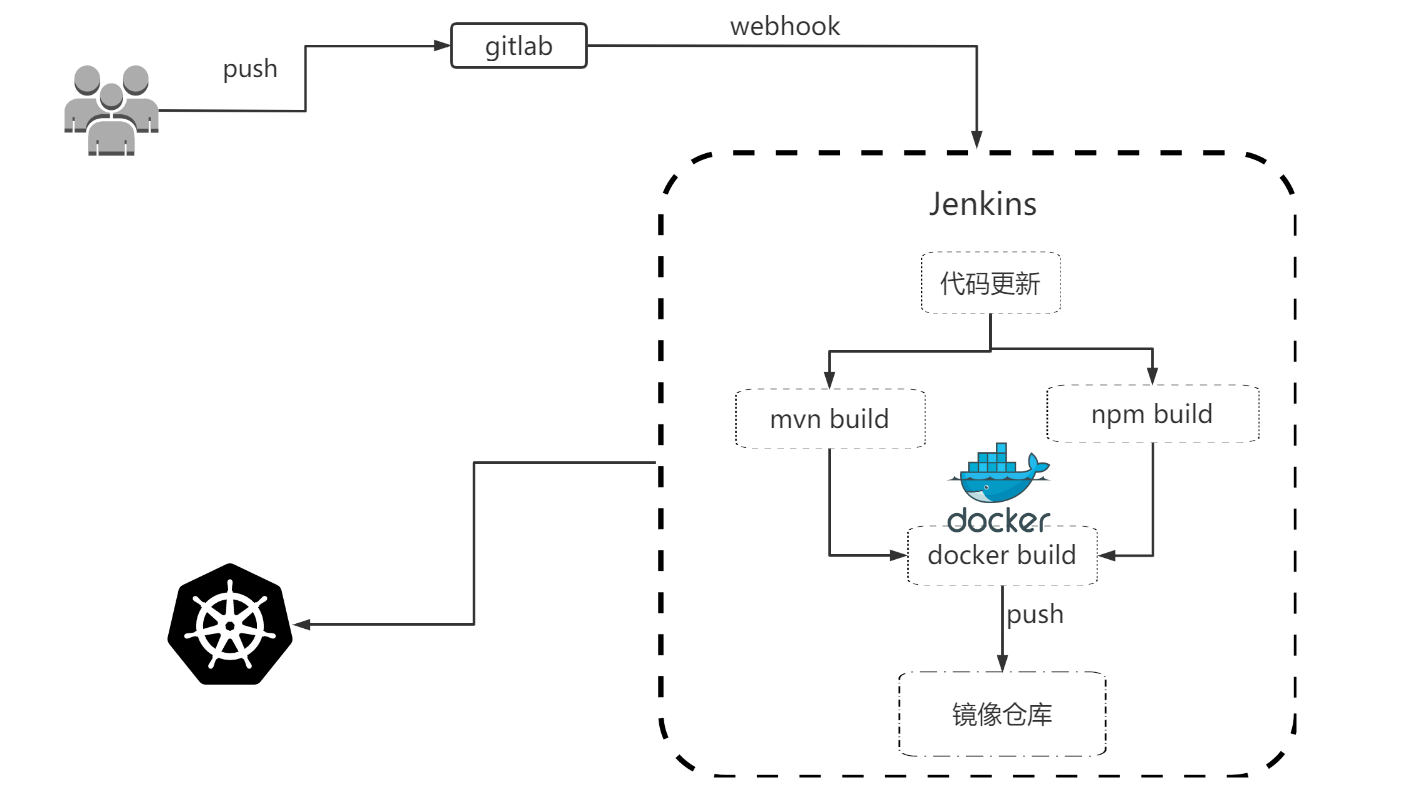 webhook
gitlab
push
Jenkins
代码更新
mvn build
npm build
docker
docker build
push
镜像仓库